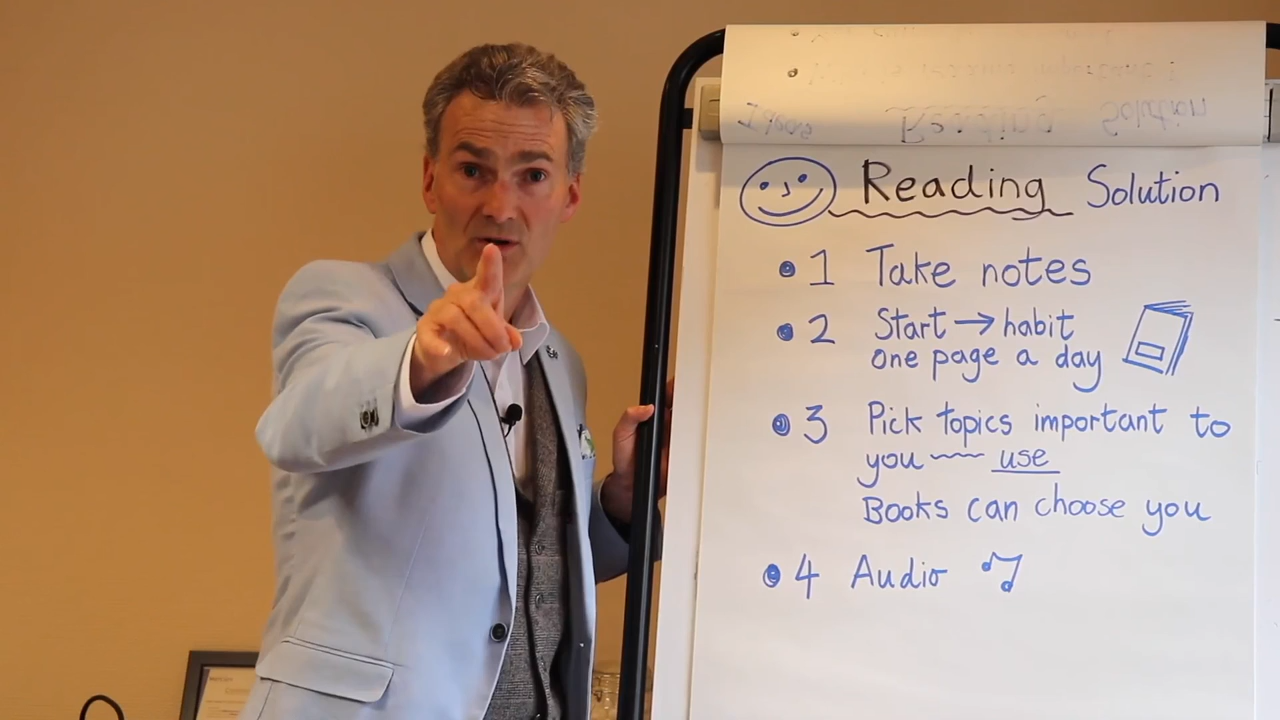 Reading Solution
1 Take notes
2 Start → habit
one page a day
3 Pick topics important to
you use
Books can choose you
4 Audio